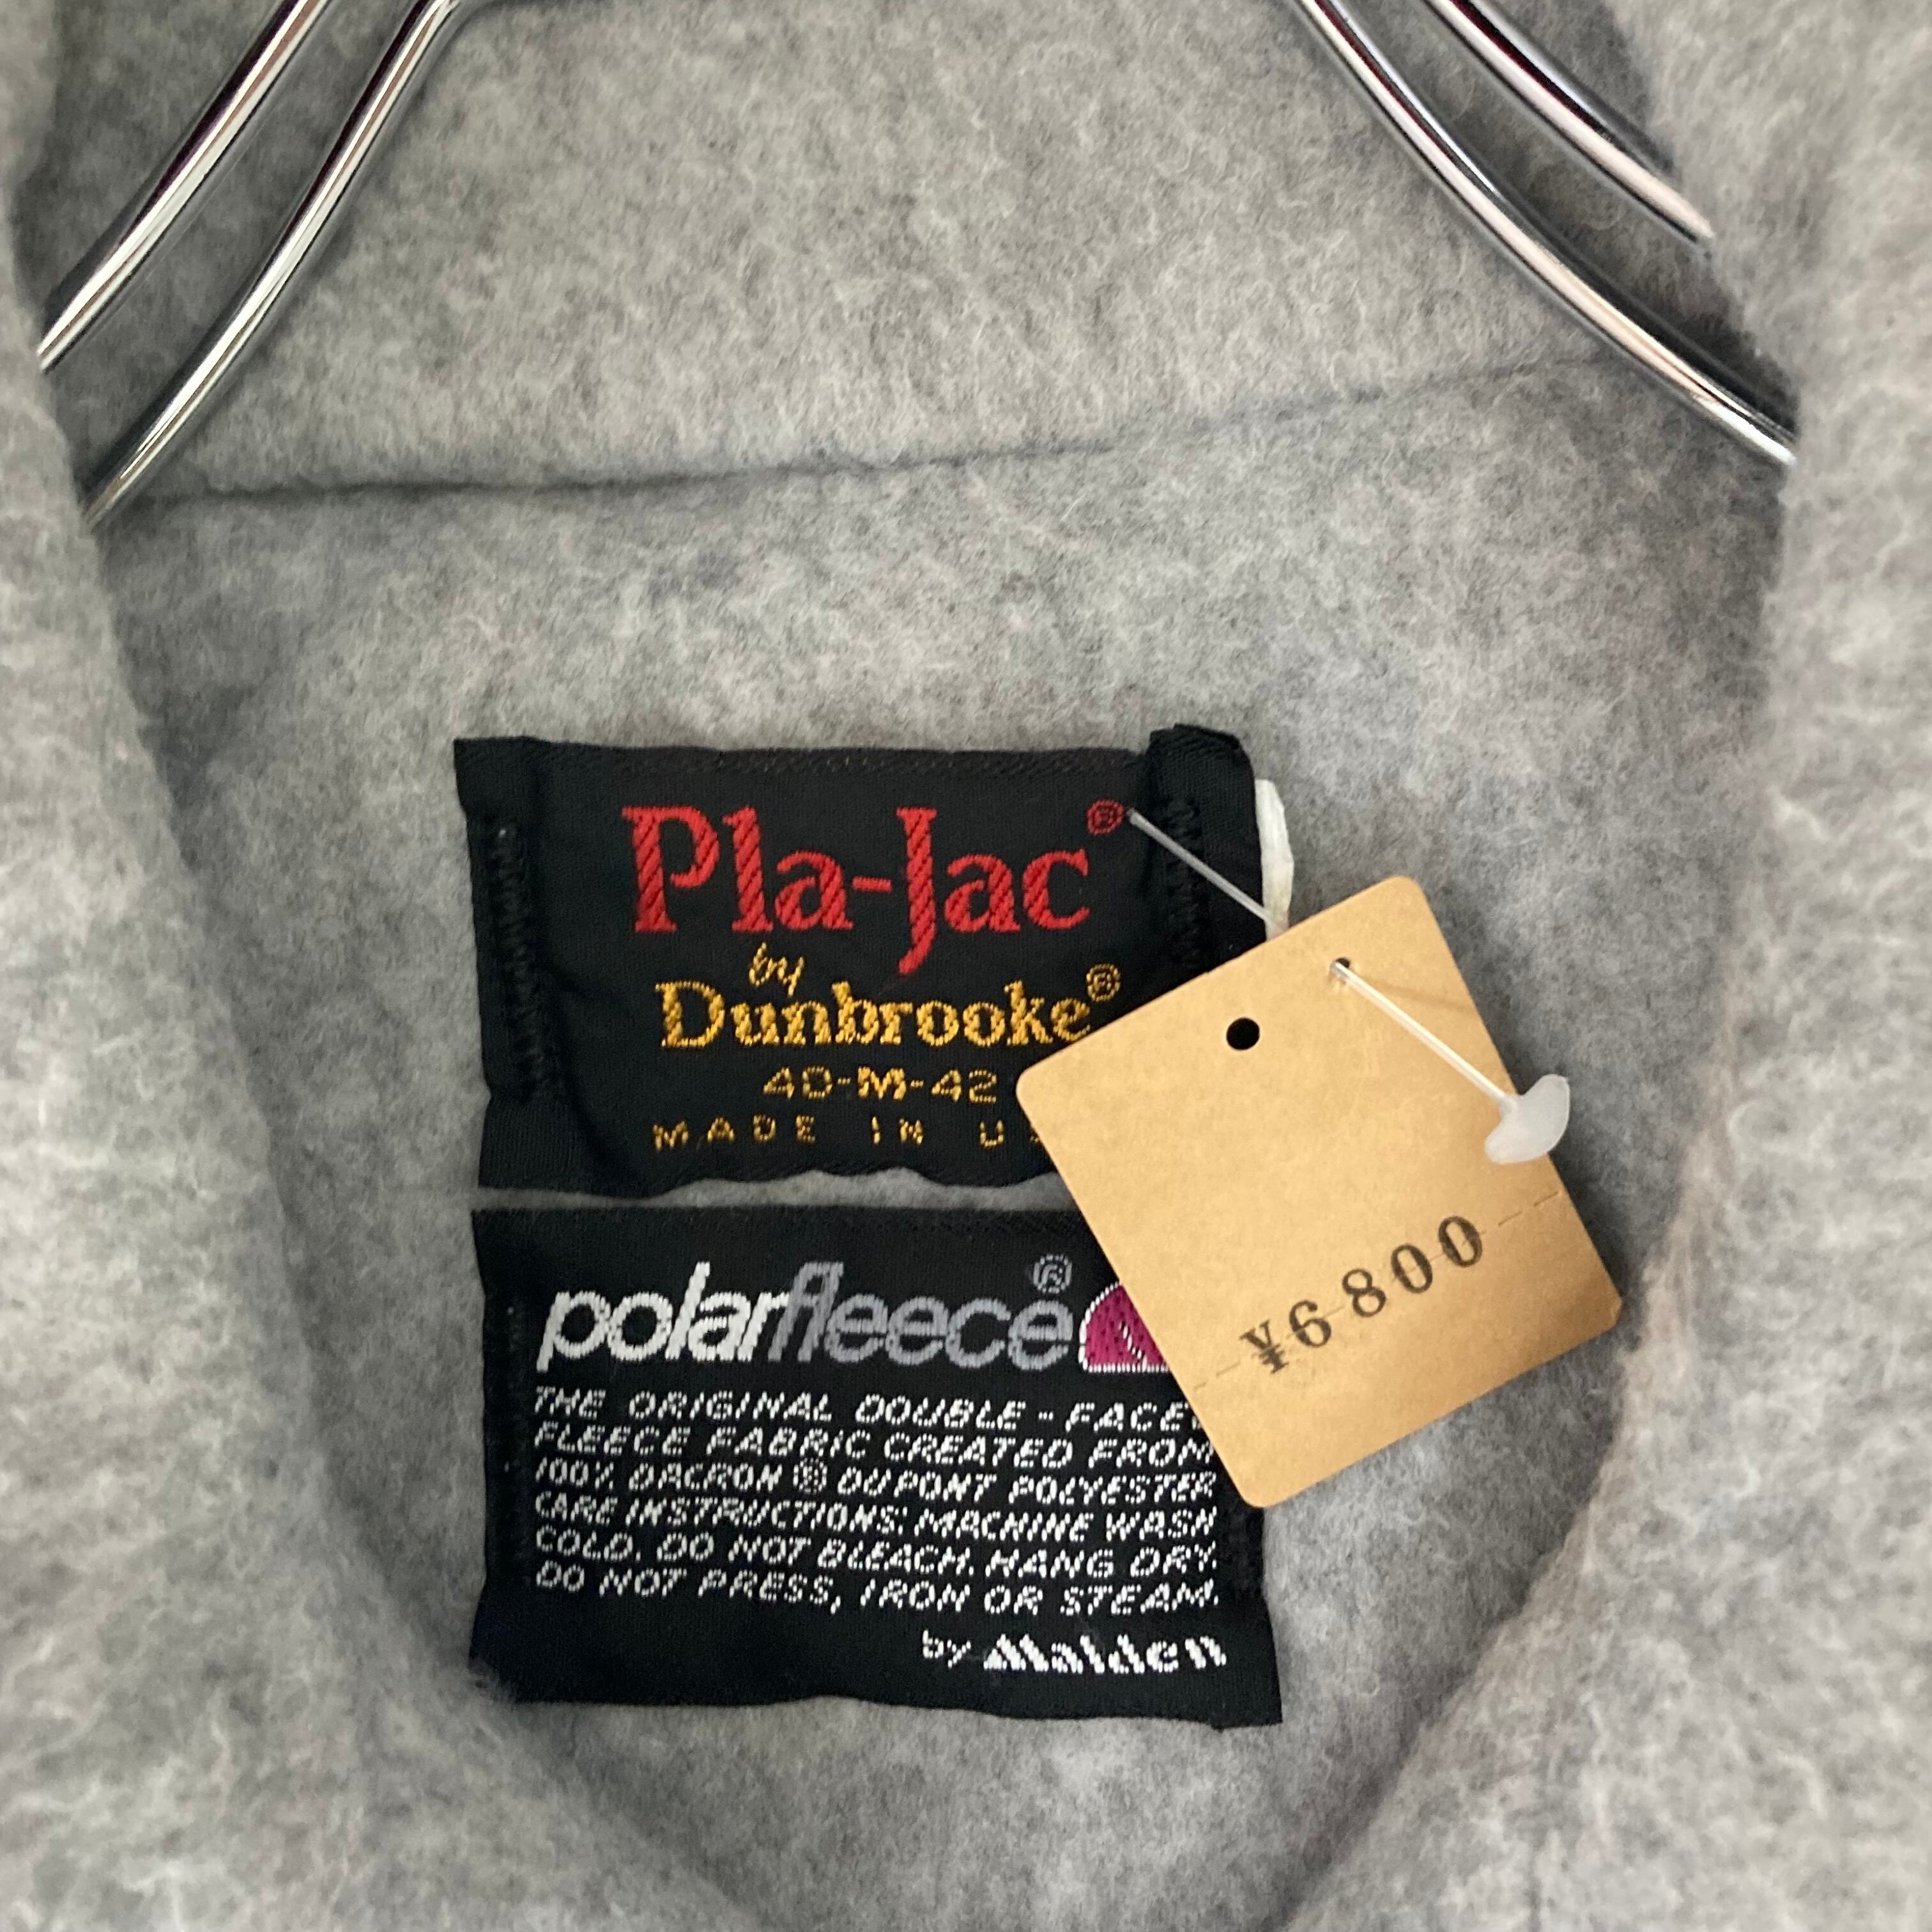 Pla-Jac®
by
Dunbrooke®
40-M-42
MADE IN U
polarfleece®
THE ORIGINAL DOUBLE-FACE
FLEECE FABRIC CREATED FROM
100% DACRON® DUPONT POLYESTER
CARE INSTRUCTIONS: MACHINE WASH
COLD. DO NOT BLEACH. HANG DRY.
DO NOT PRESS, IRON OR STEAM.
by Malden
¥6800